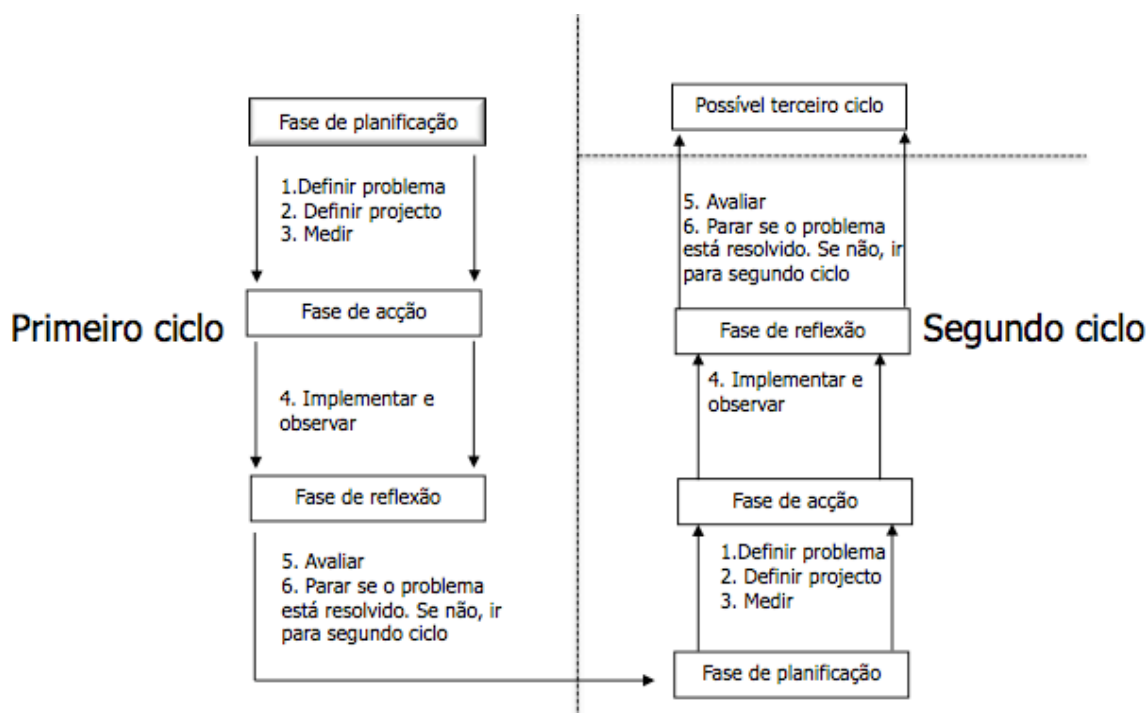 Fase de planificação
1.Definir problema
2. Definir projecto
3. Medir
Fase de acção
Primeiro ciclo
4. Implementar e
observar
Fase de reflexão
5. Avaliar
6. Parar se o problema
está resolvido. Se não, ir
para segundo ciclo
Possível terceiro ciclo
5. Avaliar
6. Parar se o problema
está resolvido. Se não, ir
para segundo ciclo
Fase de reflexão
Segundo ciclo
4. Implementar e
observar
Fase de acção
1.Definir problema
2. Definir projecto
3. Medir
Fase de planificação